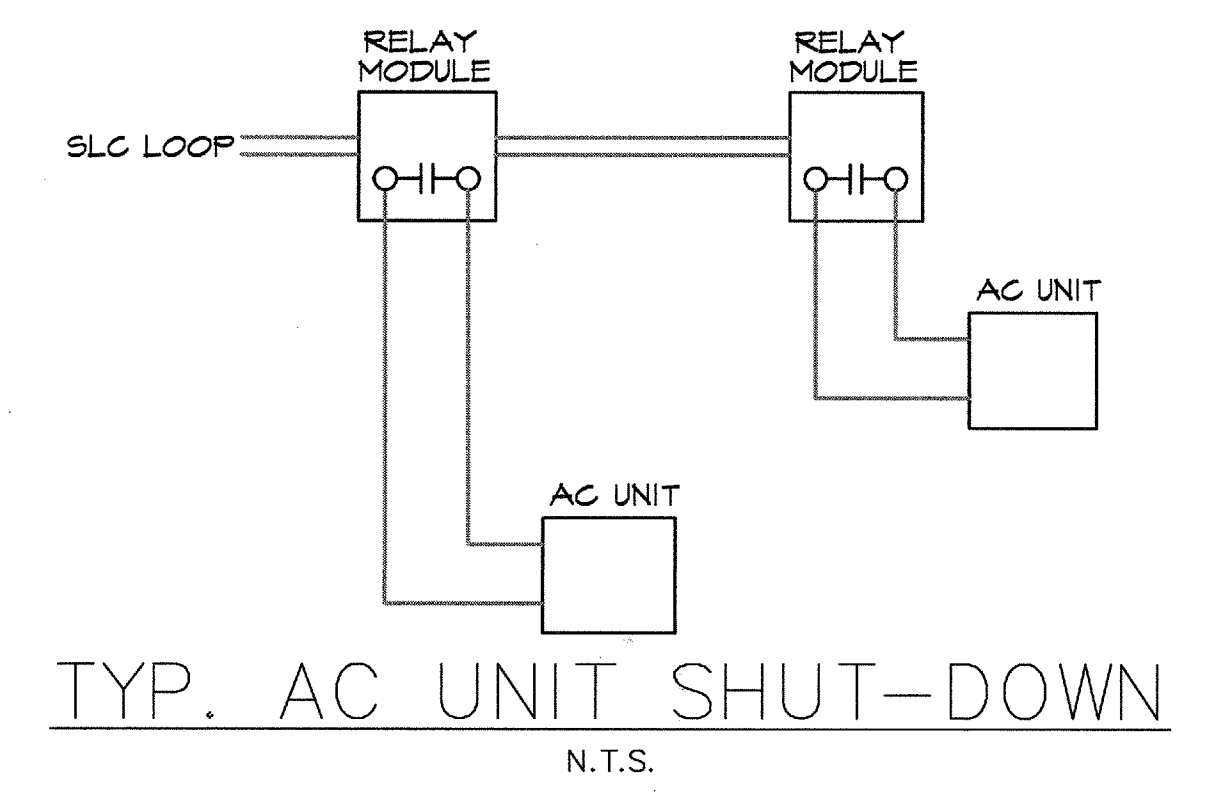 RELAY
MODULE
RELAY
MODULE
SLC LOOP
AC UNIT
AC UNIT
TYP. AC UNIT SHUT-DOWN
N.T.S.